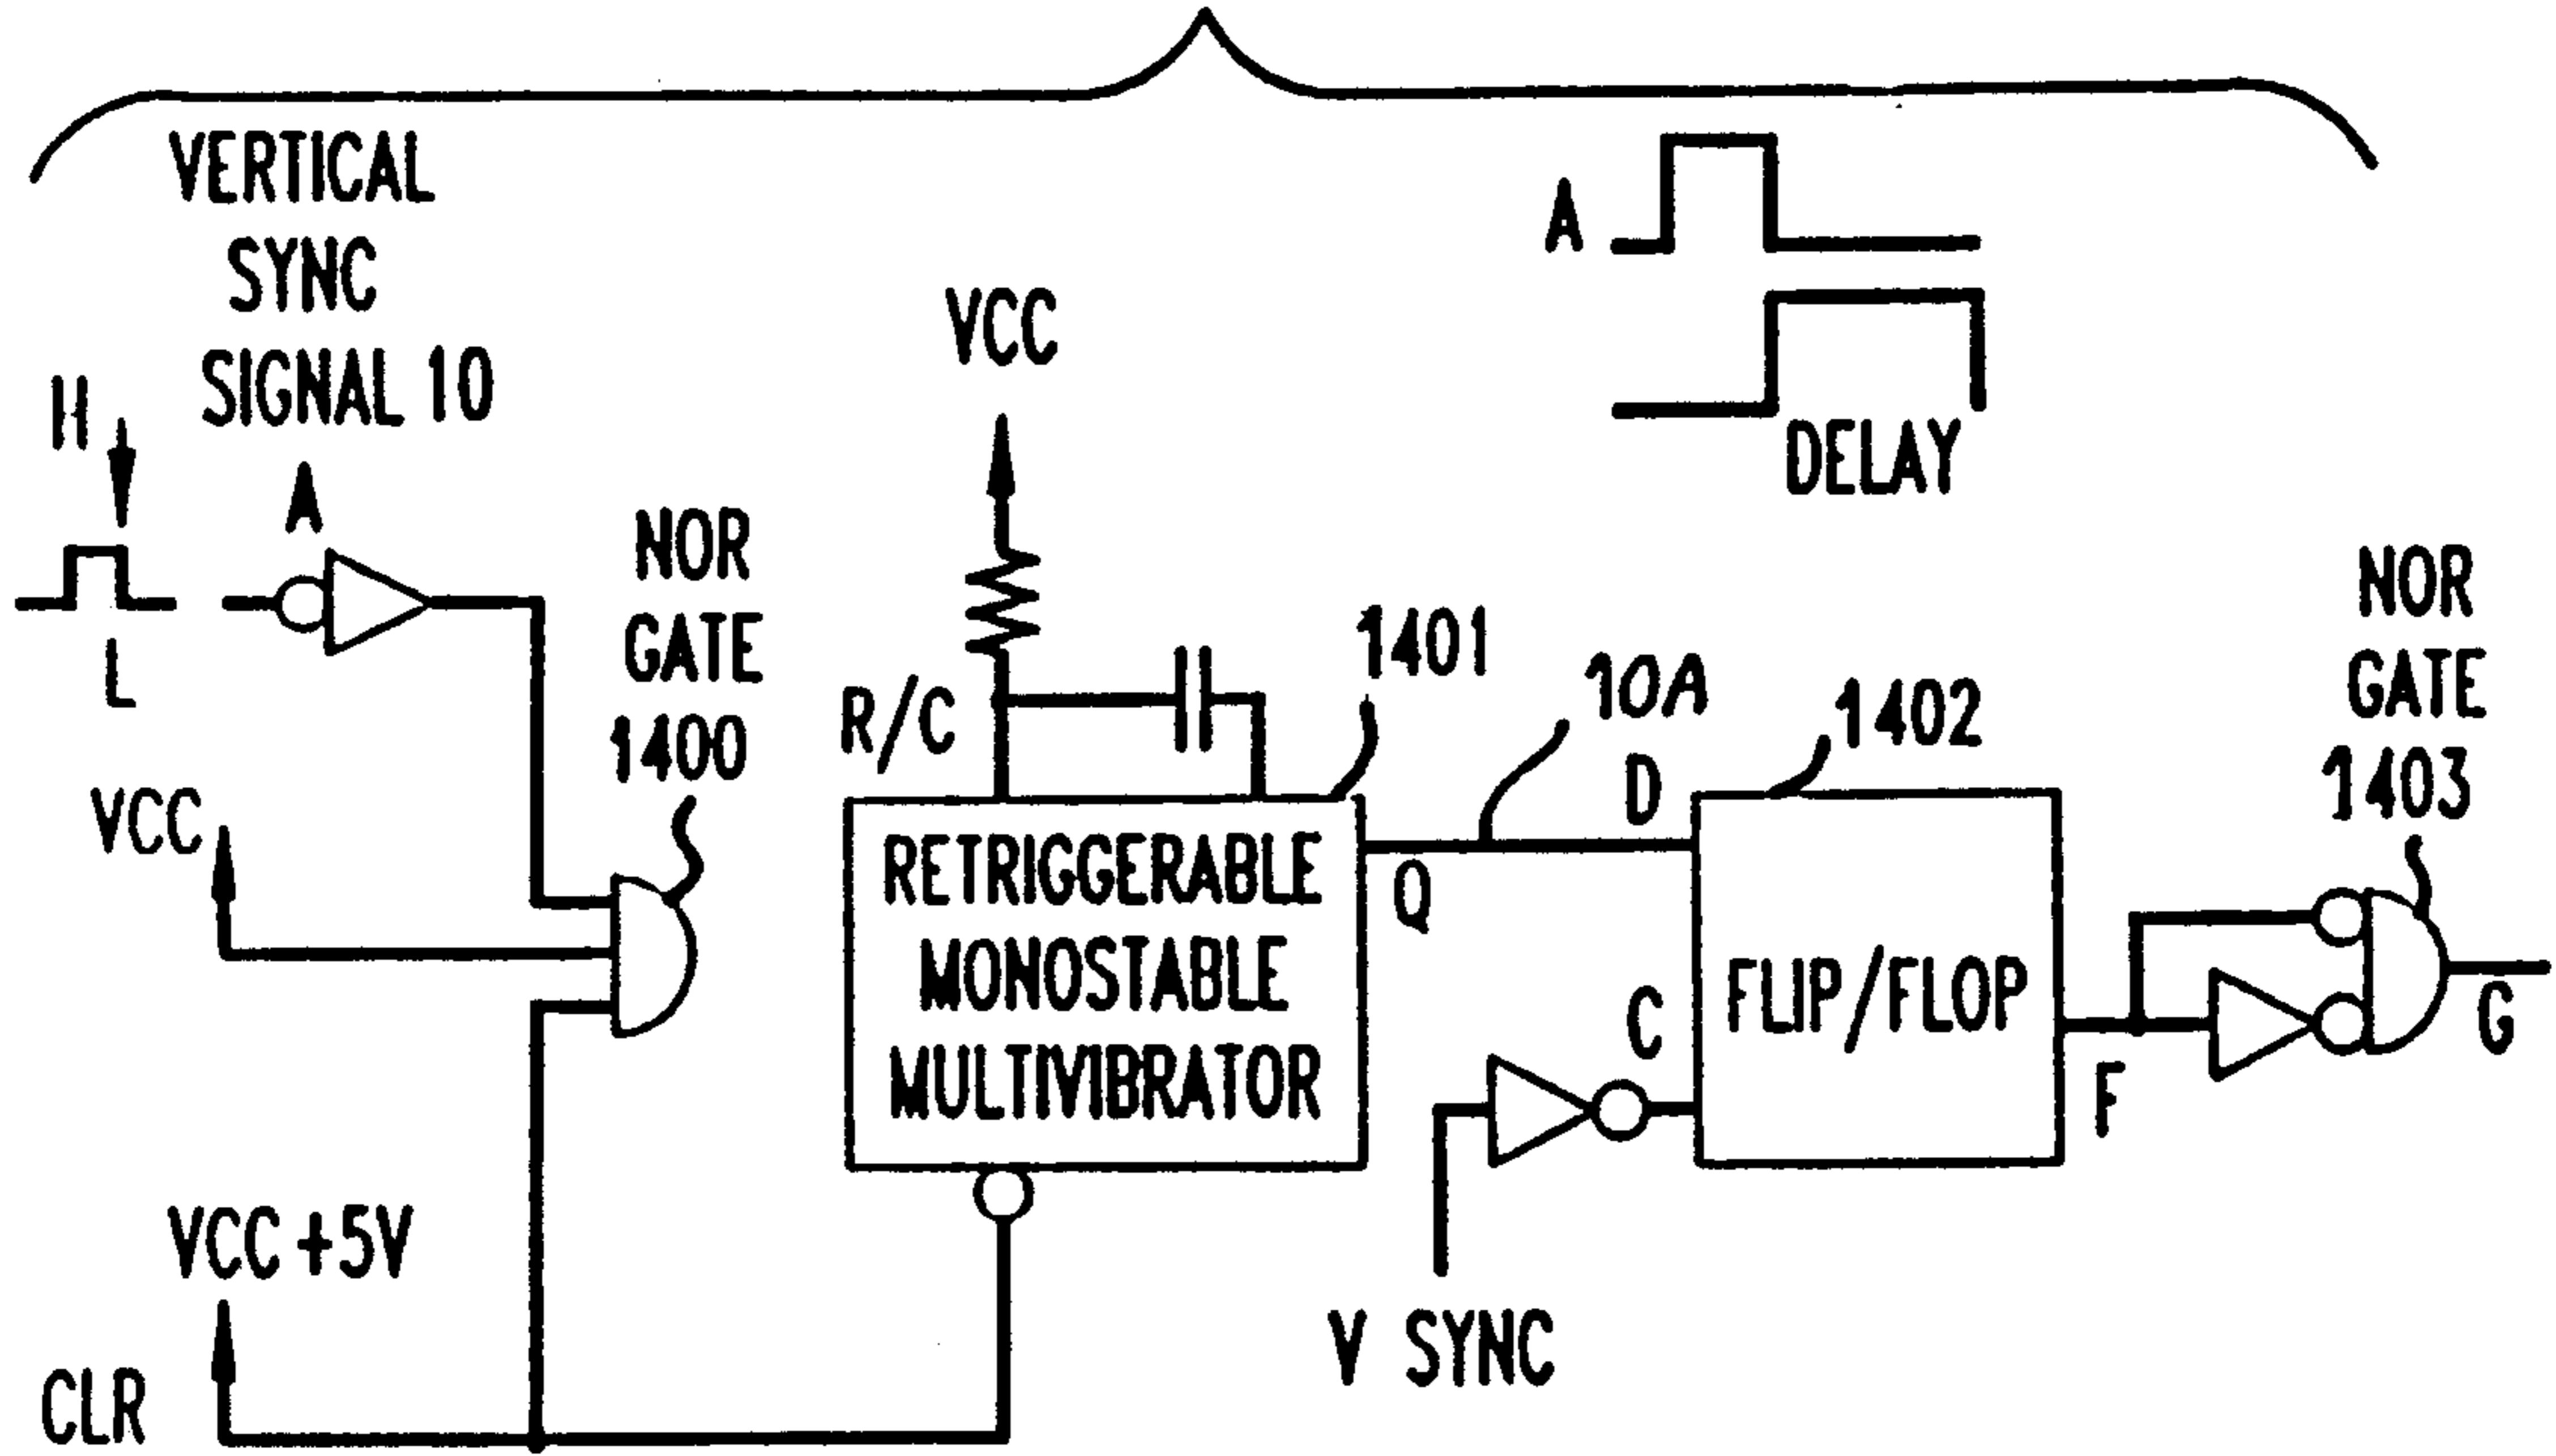 VERTICAL
SYNC
SIGNAL 10
H
A
L
VCC
NOR
GATE
1400
VCC +5V
CLR
VCC
R/C
1401
RETRIGGERABLE
MONOSTABLE
MULTIVIBRATOR
Q
10A
A
DELAY
D
1402
C
FLIP/FLOP
V SYNC
F
NOR
GATE
1403
G